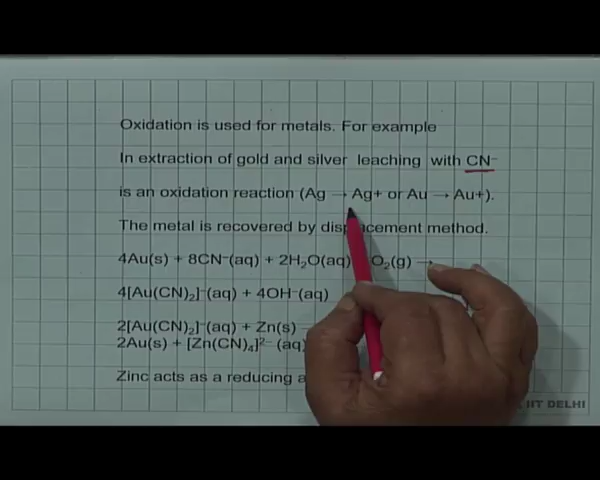 Oxidation is used for metals. For example
In extraction of gold and silver leaching with CN⁻
is an oxidation reaction (Ag → Ag+ or Au → Au+).
The metal is recovered by displacement method.
4Au(s) + 8CN⁻(aq) + 2H₂O(aq) O₂(g) →
4[Au(CN)₂]⁻(aq) + 4OH⁻(aq)
2[Au(CN)₂]⁻(aq) + Zn(s)
2Au(s) + [Zn(CN)₄]²⁻ (aq)
Zinc acts as a reducing
IIT DELHI